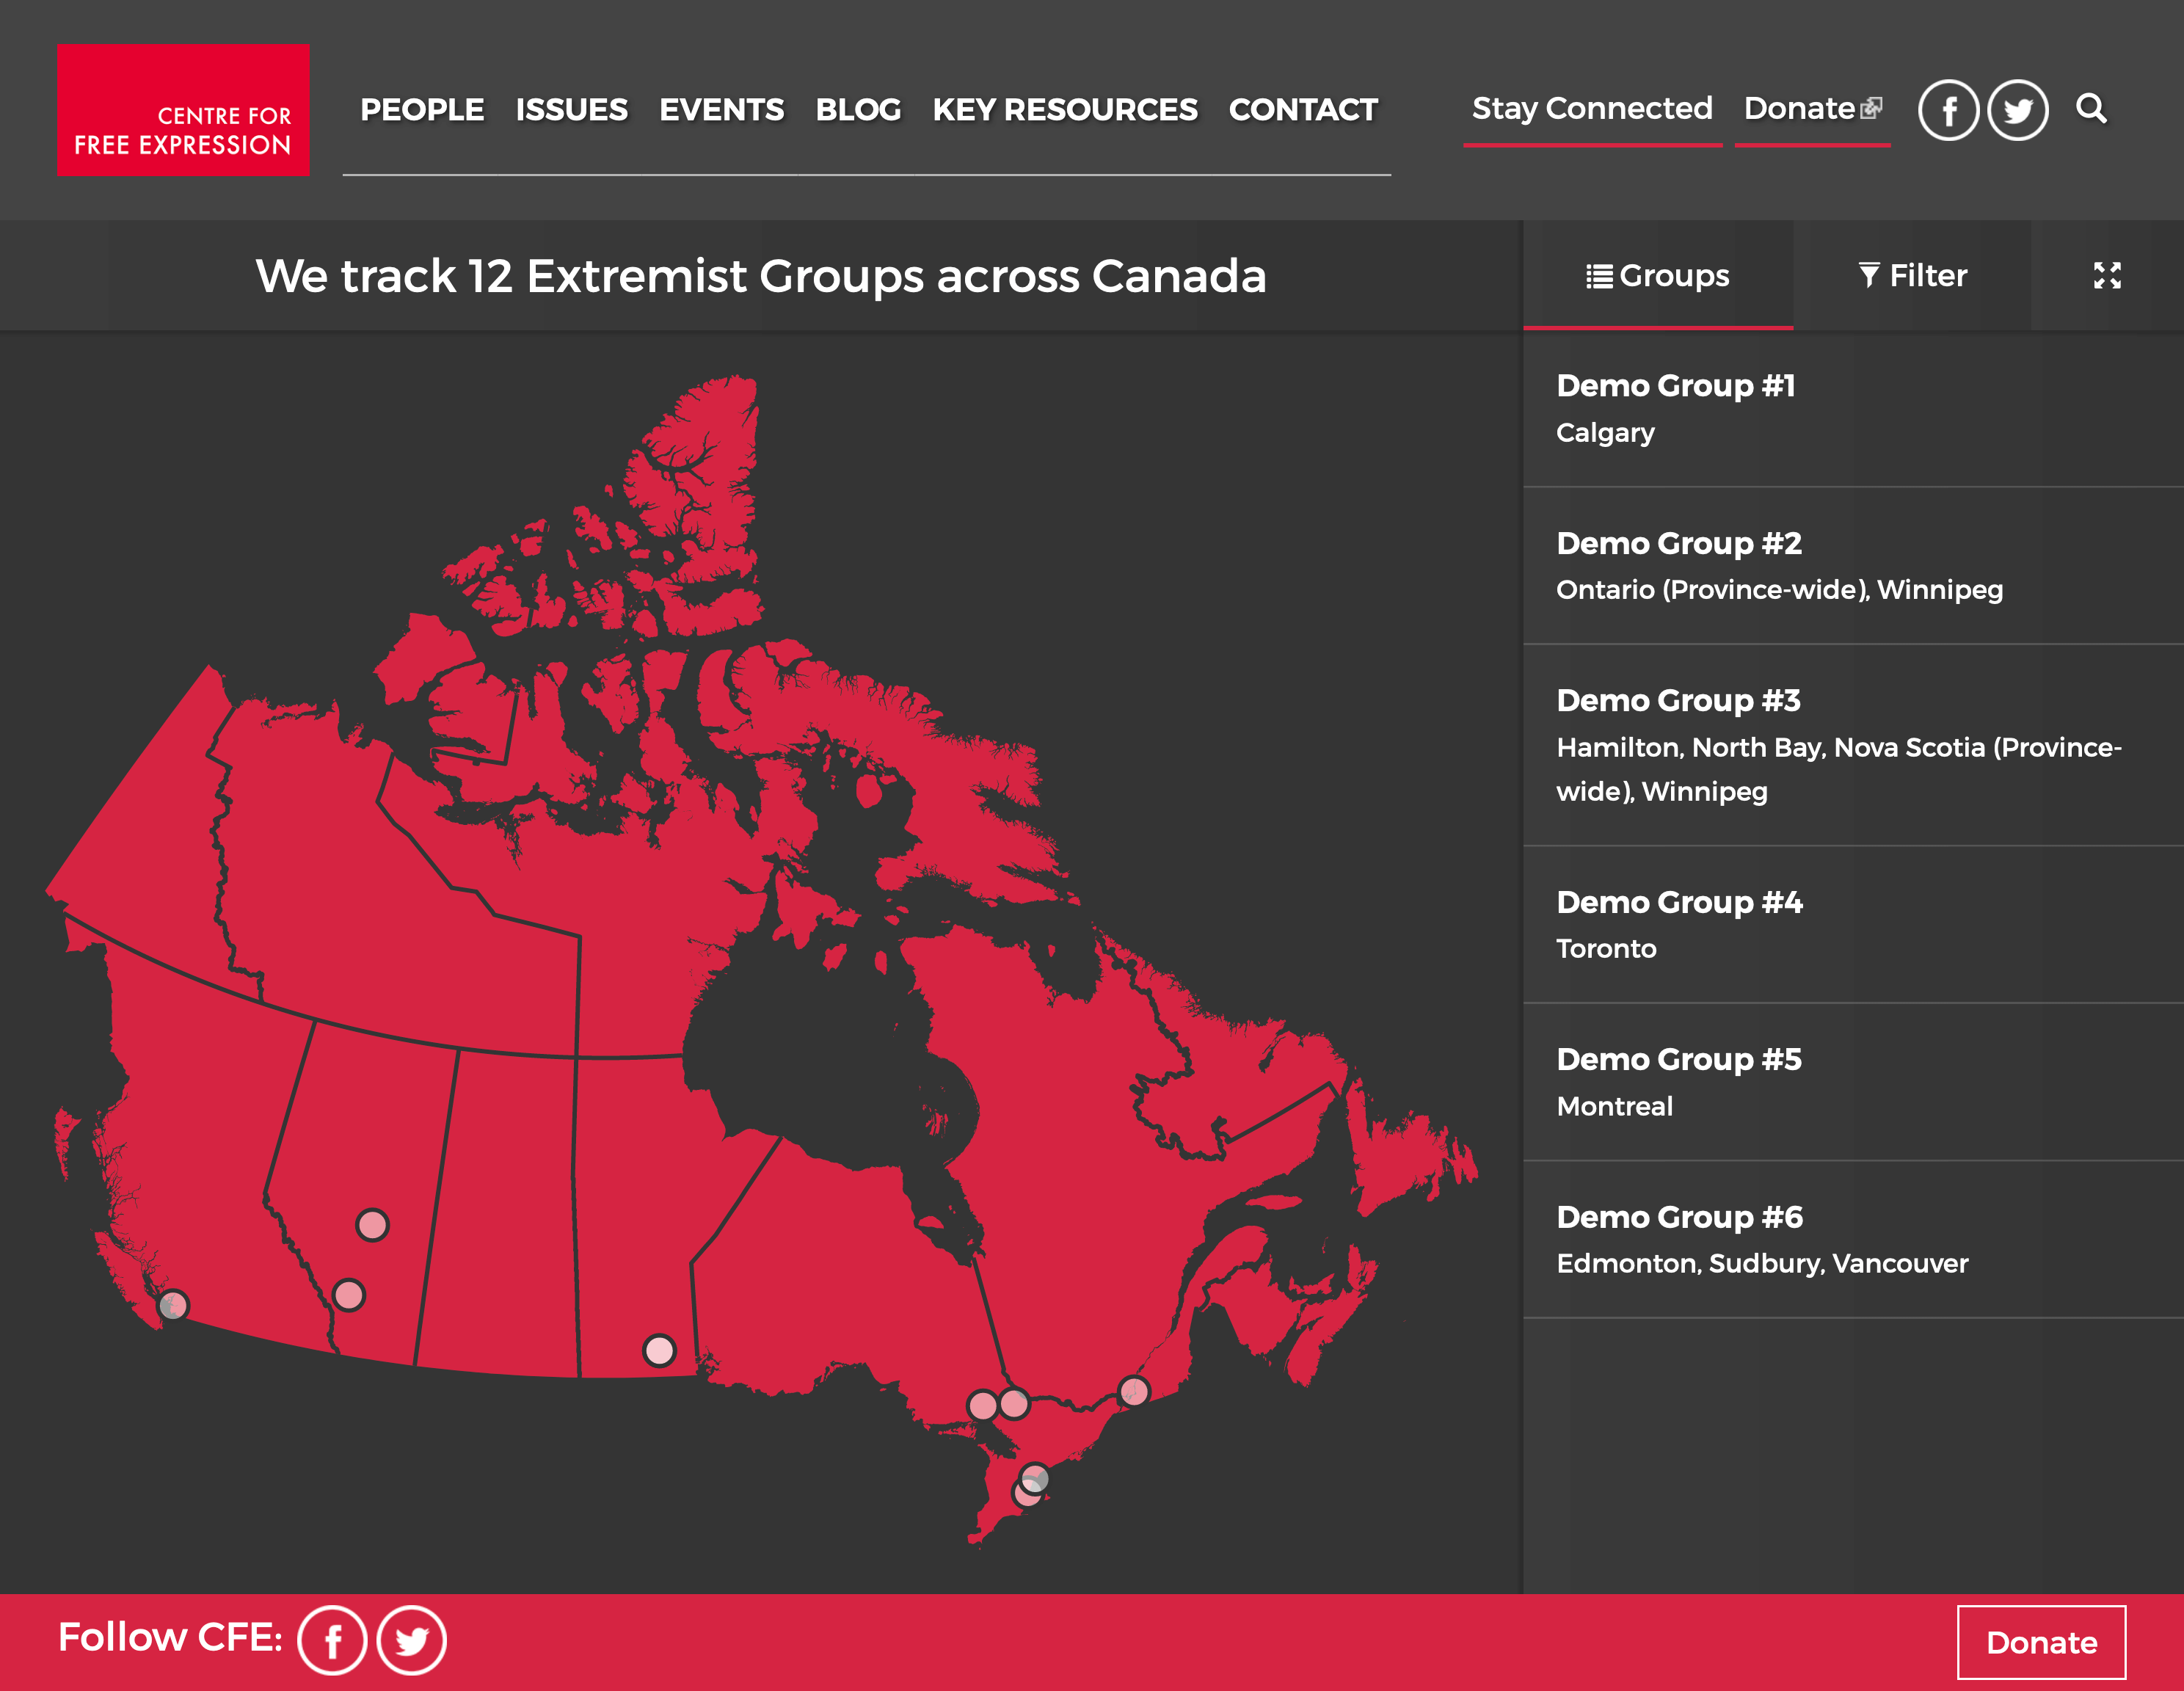 CENTRE FOR
FREE EXPRESSION
PEOPLE ISSUES EVENTS BLOG KEY RESOURCES CONTACT
Stay Connected Donate
We track 12 Extremist Groups across Canada
Groups Filter
Demo Group #1
Calgary
Demo Group #2
Ontario (Province-wide), Winnipeg
Demo Group #3
Hamilton, North Bay, Nova Scotia (Province-
wide), Winnipeg
Demo Group #4
Toronto
Demo Group #5
Montreal
Demo Group #6
Edmonton, Sudbury, Vancouver
Follow CFE:
Donate